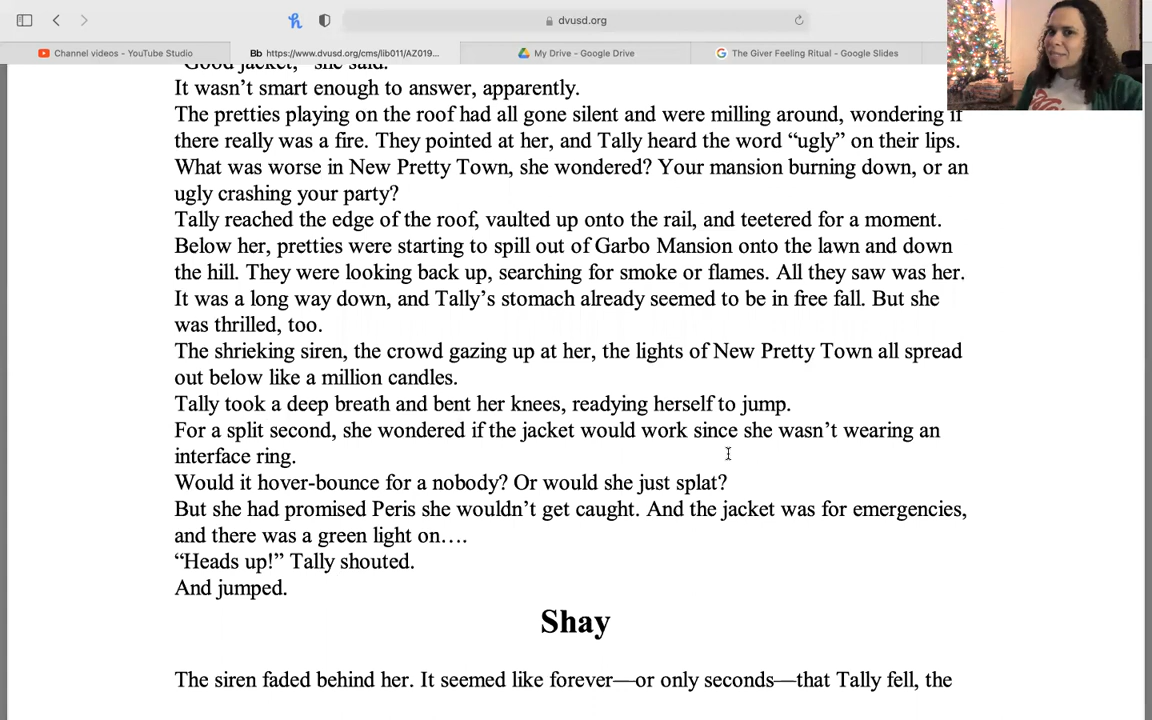 dvusd.org
Channel videos - YouTube Studio
Bb https://www.dvusd.org/cms/lib011/AZ019...
My Drive - Google Drive
G The Giver Feeling Ritual - Google Slides
“Good jacket,” she said.
It wasn’t smart enough to answer, apparently.
The pretties playing on the roof had all gone silent and were milling around, wondering if
there really was a fire. They pointed at her, and Tally heard the word “ugly” on their lips.
What was worse in New Pretty Town, she wondered? Your mansion burning down, or an
ugly crashing your party?
Tally reached the edge of the roof, vaulted up onto the rail, and teetered for a moment.
Below her, pretties were starting to spill out of Garbo Mansion onto the lawn and down
the hill. They were looking back up, searching for smoke or flames. All they saw was her.
It was a long way down, and Tally’s stomach already seemed to be in free fall. But she
was thrilled, too.
The shrieking siren, the crowd gazing up at her, the lights of New Pretty Town all spread
out below like a million candles.
Tally took a deep breath and bent her knees, readying herself to jump.
For a split second, she wondered if the jacket would work since she wasn’t wearing an
interface ring.
Would it hover-bounce for a nobody? Or would she just splat?
But she had promised Peris she wouldn’t get caught. And the jacket was for emergencies,
and there was a green light on….
“Heads up!” Tally shouted.
And jumped.
Shay
The siren faded behind her. It seemed like forever—or only seconds—that Tally fell, the